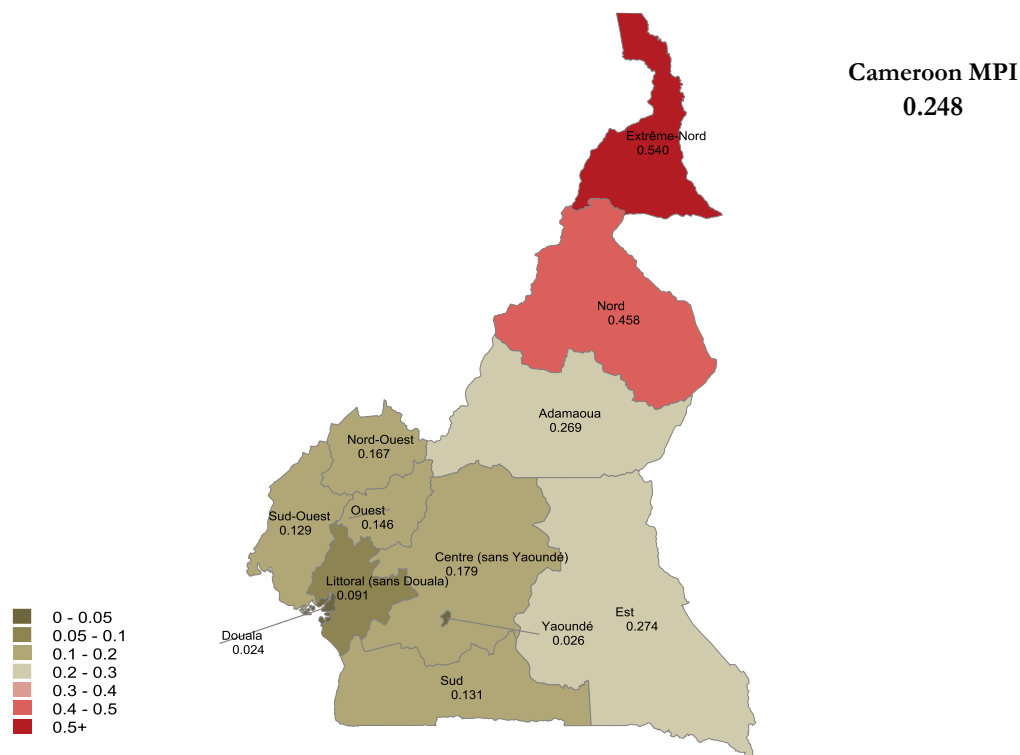 Cameroon MPI
0.248
Extrême-Nord
0.540
Nord
0.458
Adamaoua
0.269
Nord-Ouest
0.167
Ouest
0.146
Sud-Ouest
0.129
Centre (sans Yaoundé)
0.179
Littoral (sans Douala)
0.091
Est
0.274
Yaoundé
0.026
Douala
0.024
Sud
0.131
0 - 0.05
0.05 - 0.1
0.1 - 0.2
0.2 - 0.3
0.3 - 0.4
0.4 - 0.5
0.5+